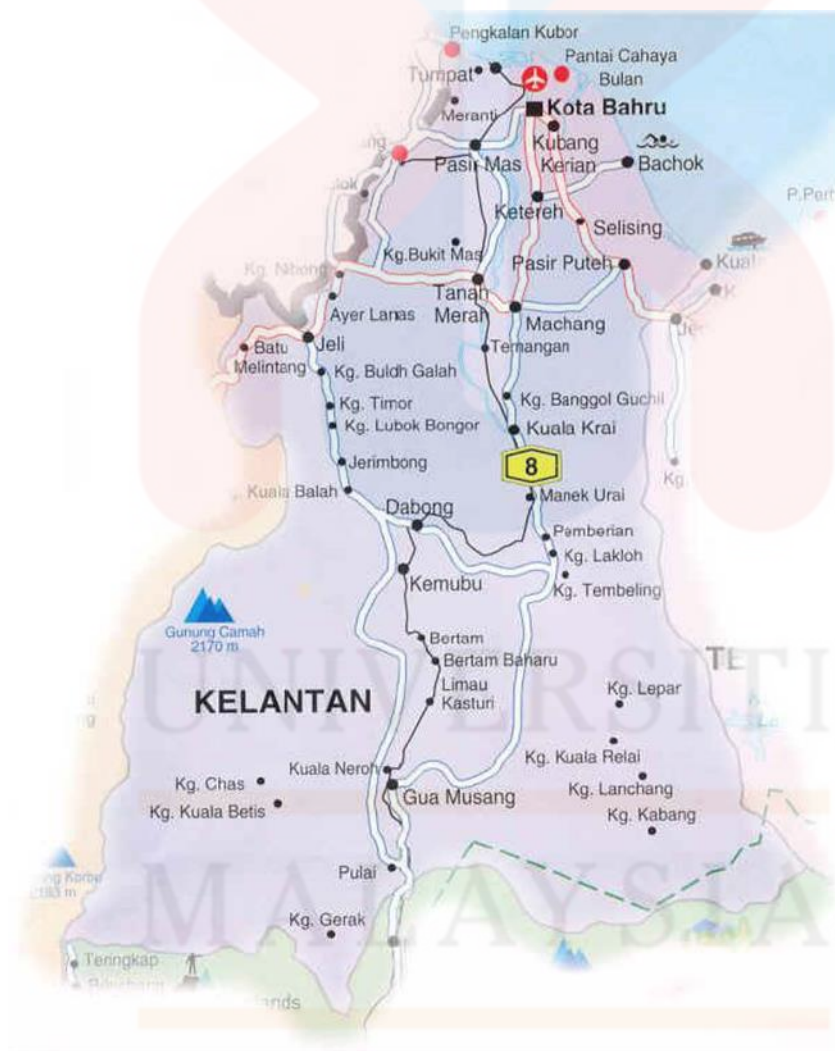 Pengkalan Kubor
Pantai Cahaya
Bulan
Tumpat
Kota Bahru
Meranti
Kubang
Kerian
Pasir Mas
Bachok
Ketereh
Selising
Kg.Bukit Mas
Pasir Puteh
Kg. Nibong
Tanah
Merah
Ayer Lanas
Machang
Jeli
Batu
Melintang
Temangan
Kg. Buldh Galah
Kg. Timor
Kg. Banggol Guchil
Kg. Lubok Bongor
Kuala Krai
Jerimbong
8
Kuala Balah
Manek Urai
Dabong
Pemberian
Kg. Lakloh
Kemubu
Kg. Tembeling
Gunung Camah
2170 m
Bertam
Bertam Baharu
UNIVERSITI
TE
KELANTAN
Limau
Kasturi
Kg. Lepar
Kg. Kuala Relai
Kuala Neroh
Kg. Chas
Gua Musang
Kg. Lanchang
Kg. Kuala Betis
Kg. Kabang
Pulai
MALAYSIA
Kg. Gerak
Teringkap